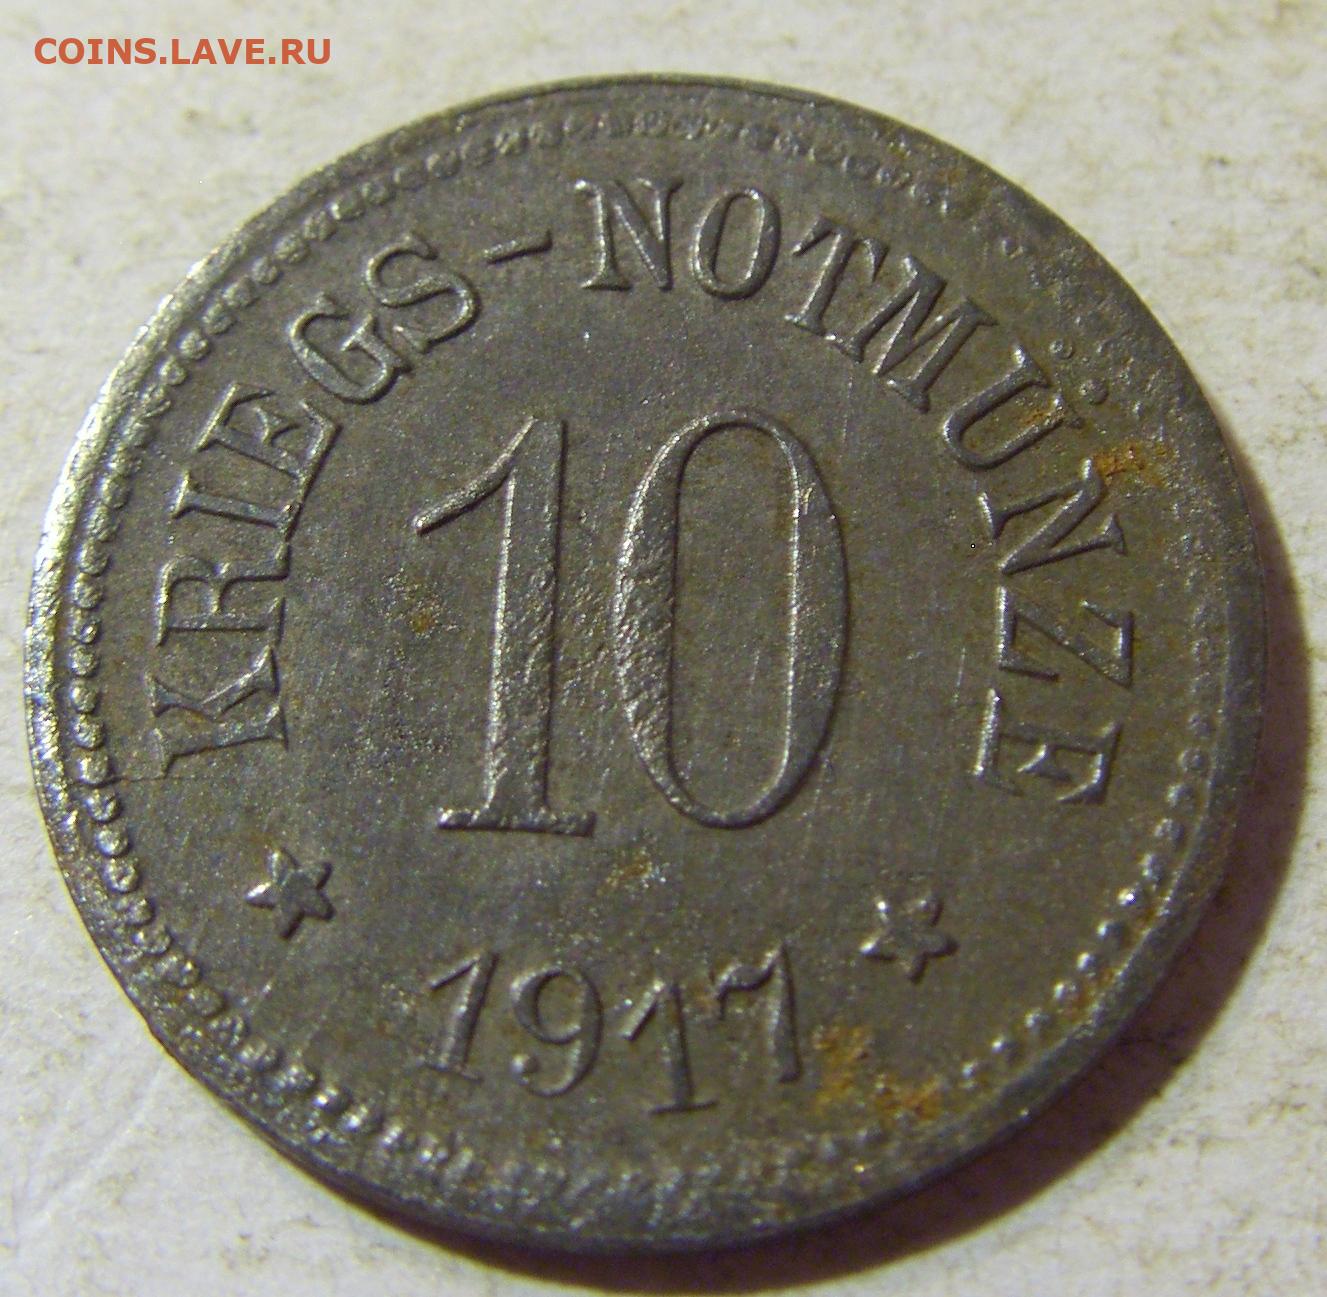 COINS.LAVE.RU
KRIEGS-NOTMÜNZE
10
1917